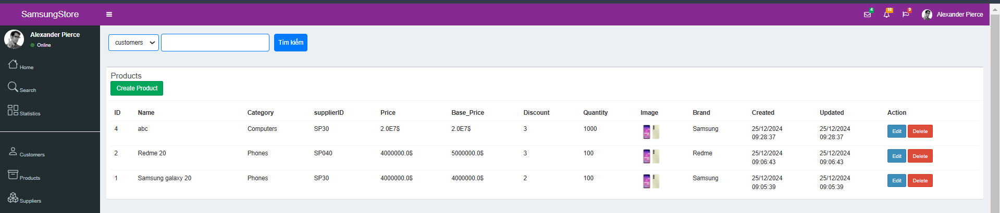 SamsungStore
4
10
9
Alexander Pierce
Alexander Pierce
Online
customers
Tìm kiếm
Home
Search
Statistics
Customers
Products
Suppliers
Products
Create Product
ID Name Category supplierID Price Base_Price Discount Quantity Image Brand Created Updated Action
4 abc Computers SP30 2.0E7$ 2.0E7$ 3 1000 Samsung 25/12/2024 25/12/2024 Edit Delete
09:28:37 09:28:37
2 Redme 20 Phones SP040 4000000.0$ 5000000.0$ 3 100 Redme 25/12/2024 25/12/2024 Edit Delete
09:06:43 09:06:43
1 Samsung galaxy 20 Phones SP30 4000000.0$ 4000000.0$ 2 100 Samsung 25/12/2024 25/12/2024 Edit Delete
09:05:39 09:05:39